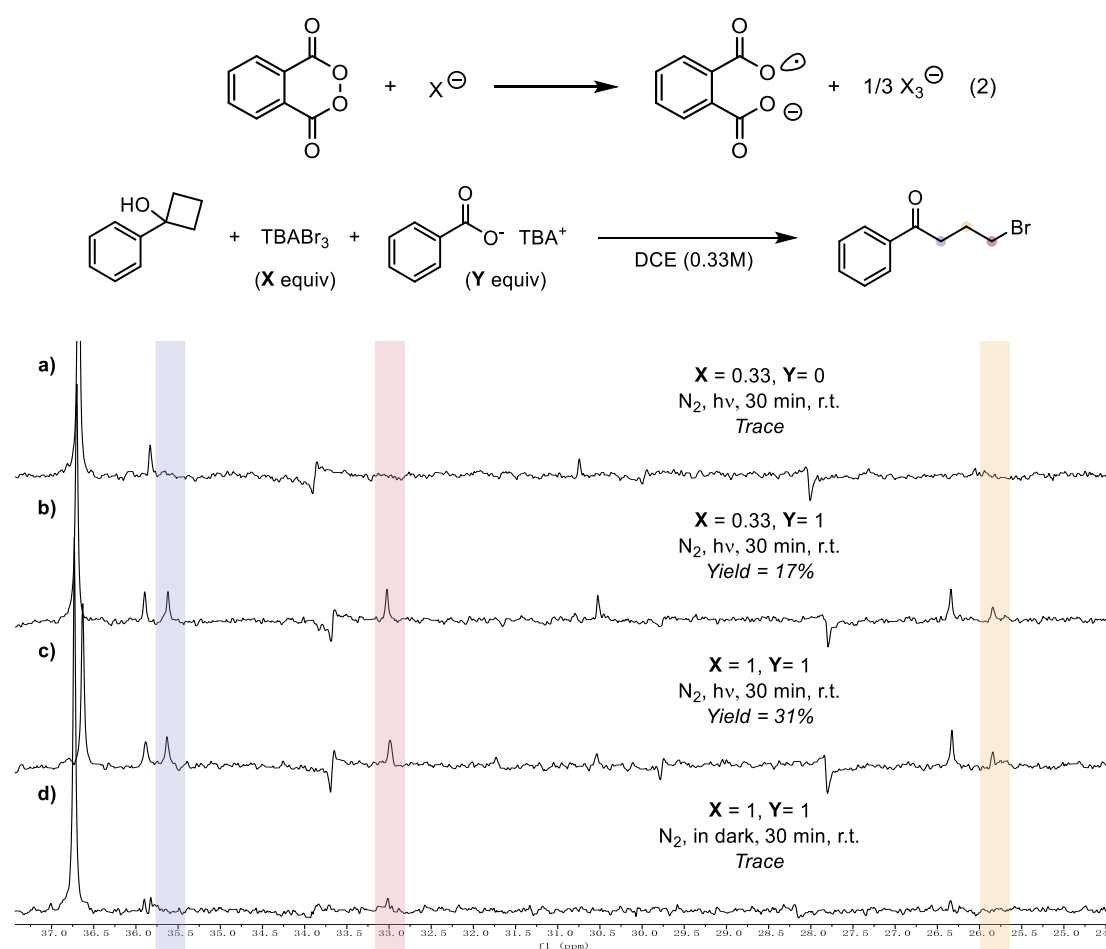 O
O
O
O
+
X⊖
O
O
O
O
⊖
+
1/3 X₃⊖
(2)
HO
+
TBABr₃
(X equiv)
+
O
O⁻
TBA⁺
(Y equiv)
DCE (0.33M)
O
Br
a)
X = 0.33, Y= 0
N₂, hν, 30 min, r.t.
Trace
b)
X = 0.33, Y= 1
N₂, hν, 30 min, r.t.
Yield = 17%
c)
X = 1, Y= 1
N₂, hν, 30 min, r.t.
Yield = 31%
d)
X = 1, Y= 1
N₂, in dark, 30 min, r.t.
Trace
37.0 36.5 36.0 35.5 35.0 34.5 34.0 33.5 33.0 32.5 32.0 31.5 31.0 30.5 30.0 29.5 29.0 28.5 28.0 27.5 27.0 26.5 26.0 25.5 25.0
f1 (ppm)